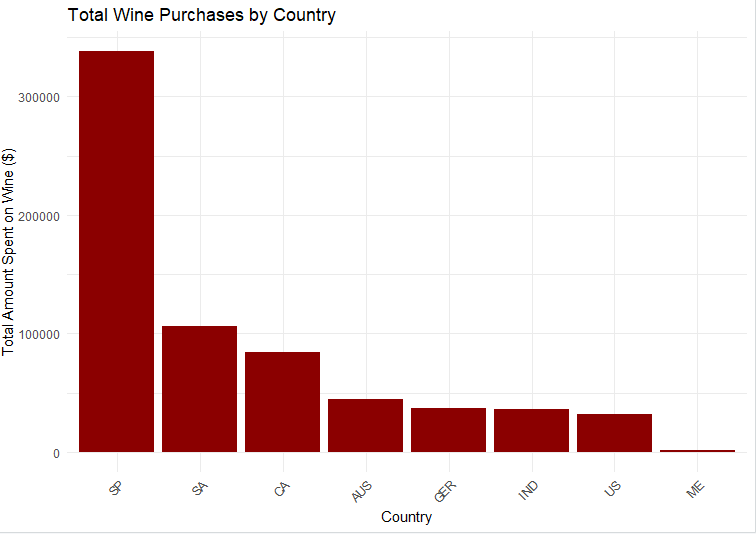 Total Wine Purchases by Country
Total Amount Spent on Wine ($)
300000
200000
100000
0
SP SA CA AUS GER IND US ME
Country